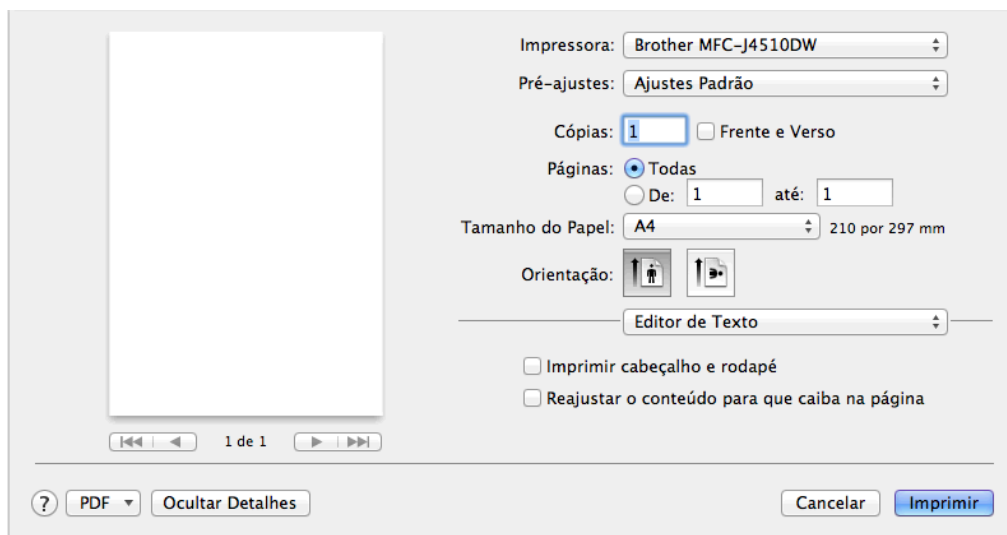 Impressora: Brother MFC-J4510DW
Pré-ajustes: Ajustes Padrão
Cópias: 1 Frente e Verso
Páginas: Todas
De: 1 até: 1
Tamanho do Papel: A4 210 por 297 mm
Orientação:
Editor de Texto
Imprimir cabeçalho e rodapé
Reajustar o conteúdo para que caiba na página
1 de 1
? PDF Ocultar Detalhes Cancelar Imprimir